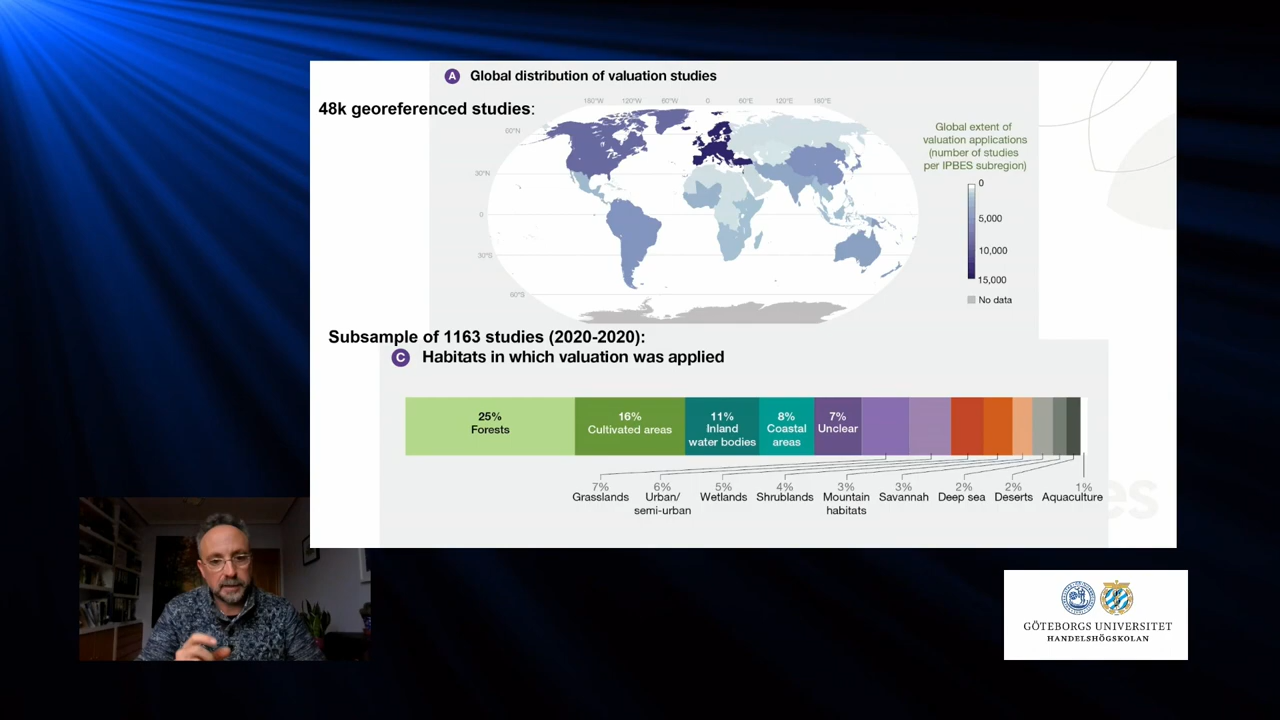 A Global distribution of valuation studies
48k georeferenced studies:
180°W 120°W 60°W 0 60°E 120°E 180°E
60°N
30°N
0
30°S
60°S
Global extent of
valuation applications
(number of studies
per IPBES subregion)
0
5,000
10,000
15,000
No data
Subsample of 1163 studies (2020-2020):
C Habitats in which valuation was applied
25%
Forests
16%
Cultivated areas
11%
Inland
water bodies
8%
Coastal
areas
7%
Unclear
7%
Grasslands
6%
Urban/
semi-urban
5%
Wetlands
4%
Shrublands
3%
Mountain
habitats
3%
Savannah
2%
Deep sea
2%
Deserts
1%
Aquaculture
GÖTEBORGS UNIVERSITET
HANDELSHÖGSKOLAN